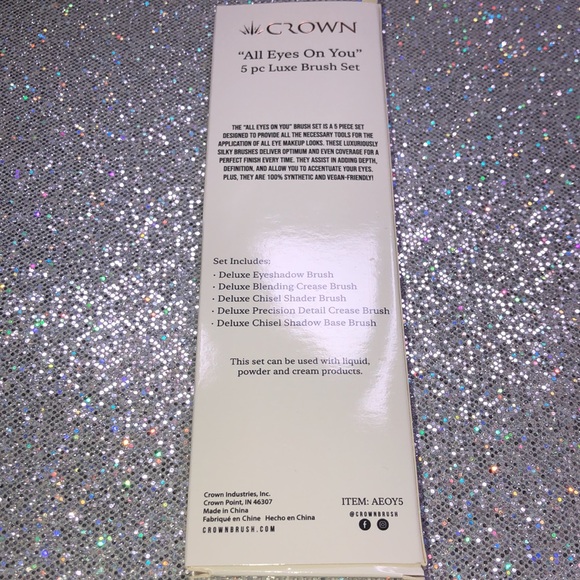 CROWN
"All Eyes On You"
5 pc Luxe Brush Set
THE "ALL EYES ON YOU" BRUSH SET IS A 5 PIECE SET
DESIGNED TO PROVIDE ALL THE NECESSARY TOOLS FOR THE
APPLICATION OF ALL EYE MAKEUP LOOKS. THESE LUXURIOUSLY
SILKY BRUSHES DELIVER OPTIMUM AND EVEN COVERAGE FOR A
PERFECT FINISH EVERY TIME. THEY ASSIST IN ADDING DEPTH,
DEFINITION, AND ALLOW YOU TO ACCENTUATE YOUR EYES.
PLUS, THEY ARE 100% SYNTHETIC AND VEGAN-FRIENDLY!
Set Includes:
· Deluxe Eyeshadow Brush
· Deluxe Blending Crease Brush
· Deluxe Chisel Shader Brush
· Deluxe Precision Detail Crease Brush
· Deluxe Chisel Shadow Base Brush
This set can be used with liquid,
powder and cream products.
Crown Industries, Inc.
Crown Point, IN 46307
Made in China
Fabriqué en Chine Hecho en China
CROWNBRUSH.COM
ITEM: AEOY5
@CROWNBRUSH